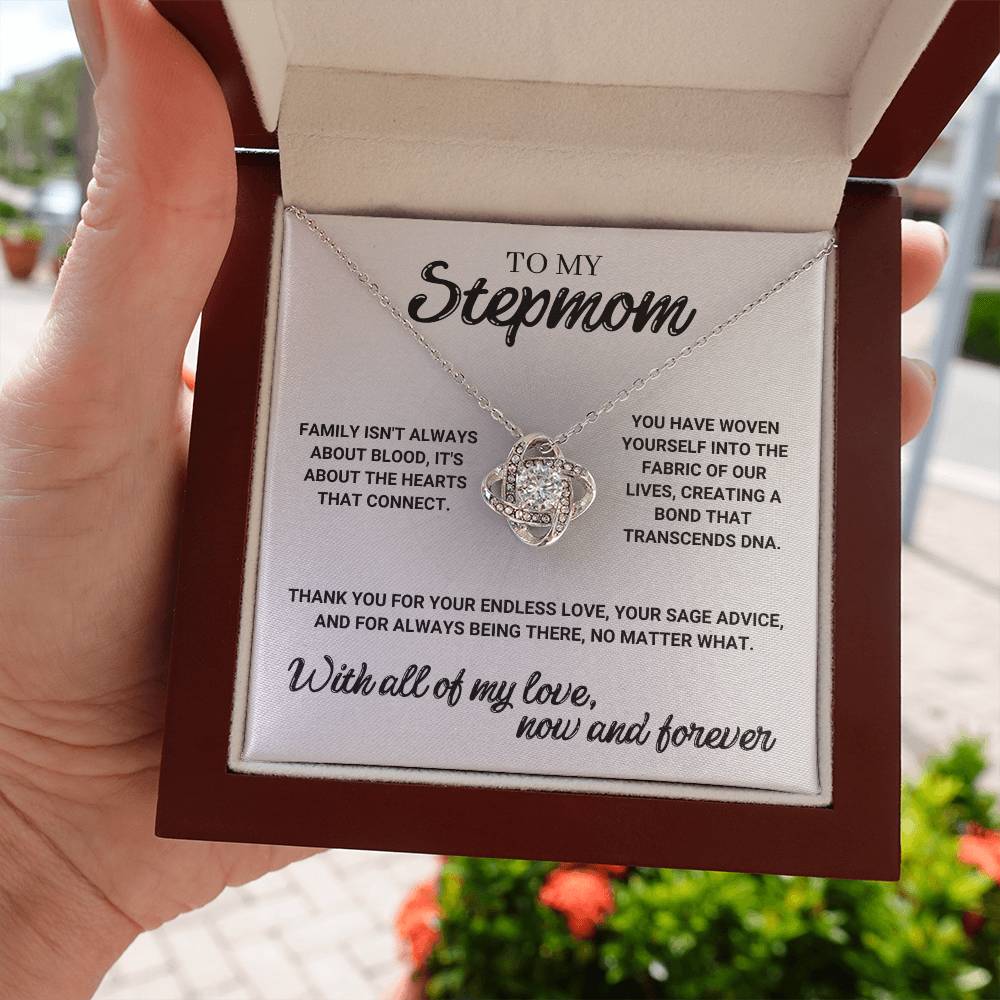 TO MY
Stepmom
FAMILY ISN'T ALWAYS
ABOUT BLOOD, IT'S
ABOUT THE HEARTS
THAT CONNECT.
YOU HAVE WOVEN
YOURSELF INTO THE
FABRIC OF OUR
LIVES, CREATING A
BOND THAT
TRANSCENDS DNA.
THANK YOU FOR YOUR ENDLESS LOVE, YOUR SAGE ADVICE,
AND FOR ALWAYS BEING THERE, NO MATTER WHAT.
With all of my love,
now and forever